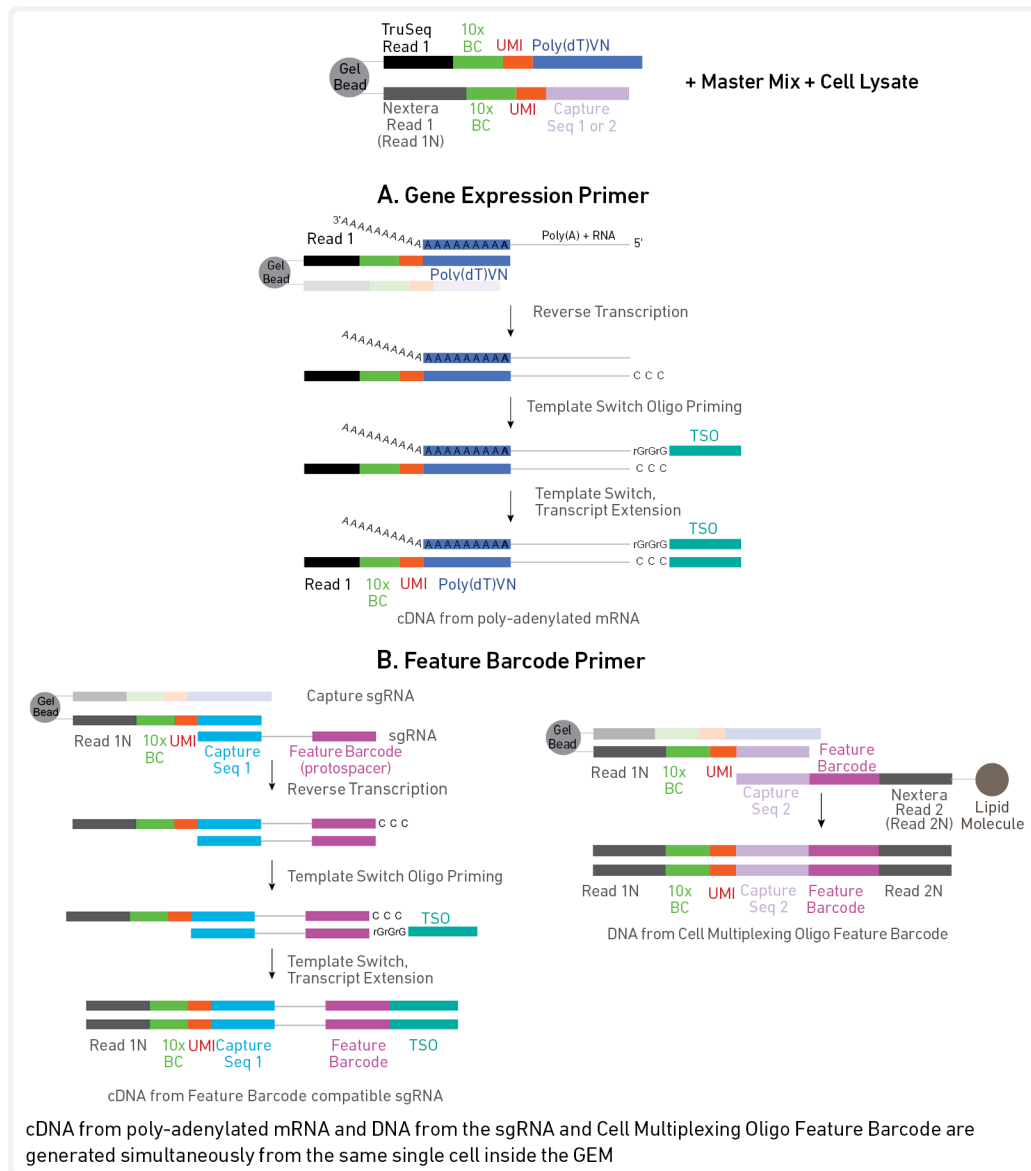 TruSeq
Read 1
10x
BC
UMI
Poly(dT)VN
Gel
Bead
+ Master Mix + Cell Lysate
Nextera
Read 1
(Read 1N)
10x
BC
UMI
Capture
Seq 1 or 2
A. Gene Expression Primer
3'AAAAAAAAAA
Read 1
AAAAAAAAA
Poly(A) + RNA
5'
Gel
Bead
Poly(dT)VN
Reverse Transcription
AAAAAAAAAA
AAAAAAAAA
C C C
Template Switch Oligo Priming
TSO
AAAAAAAAAA
AAAAAAAAA
rGrGrG
C C C
Template Switch,
Transcript Extension
TSO
AAAAAAAAAA
AAAAAAAAA
rGrGrG
C C C
Read 1
10x
BC
UMI
Poly(dT)VN
cDNA from poly-adenylated mRNA
B. Feature Barcode Primer
Gel
Bead
Capture sgRNA
Read 1N
10x
BC
UMI
Capture
Seq 1
sgRNA
Feature Barcode
(protospacer)
Reverse Transcription
C C C
Template Switch Oligo Priming
C C C
TSO
rGrGrG
Template Switch,
Transcript Extension
Read 1N
10x
BC
UMI
Capture
Seq 1
Feature
Barcode
TSO
cDNA from Feature Barcode compatible sgRNA
Gel
Bead
Read 1N
10x
BC
UMI
Feature
Barcode
Capture
Seq 2
Nextera
Read 2
(Read 2N)
Lipid
Molecule
Read 1N
10x
BC
UMI
Capture
Seq 2
Feature
Barcode
Read 2N
DNA from Cell Multiplexing Oligo Feature Barcode
cDNA from poly-adenylated mRNA and DNA from the sgRNA and Cell Multiplexing Oligo Feature Barcode are
generated simultaneously from the same single cell inside the GEM